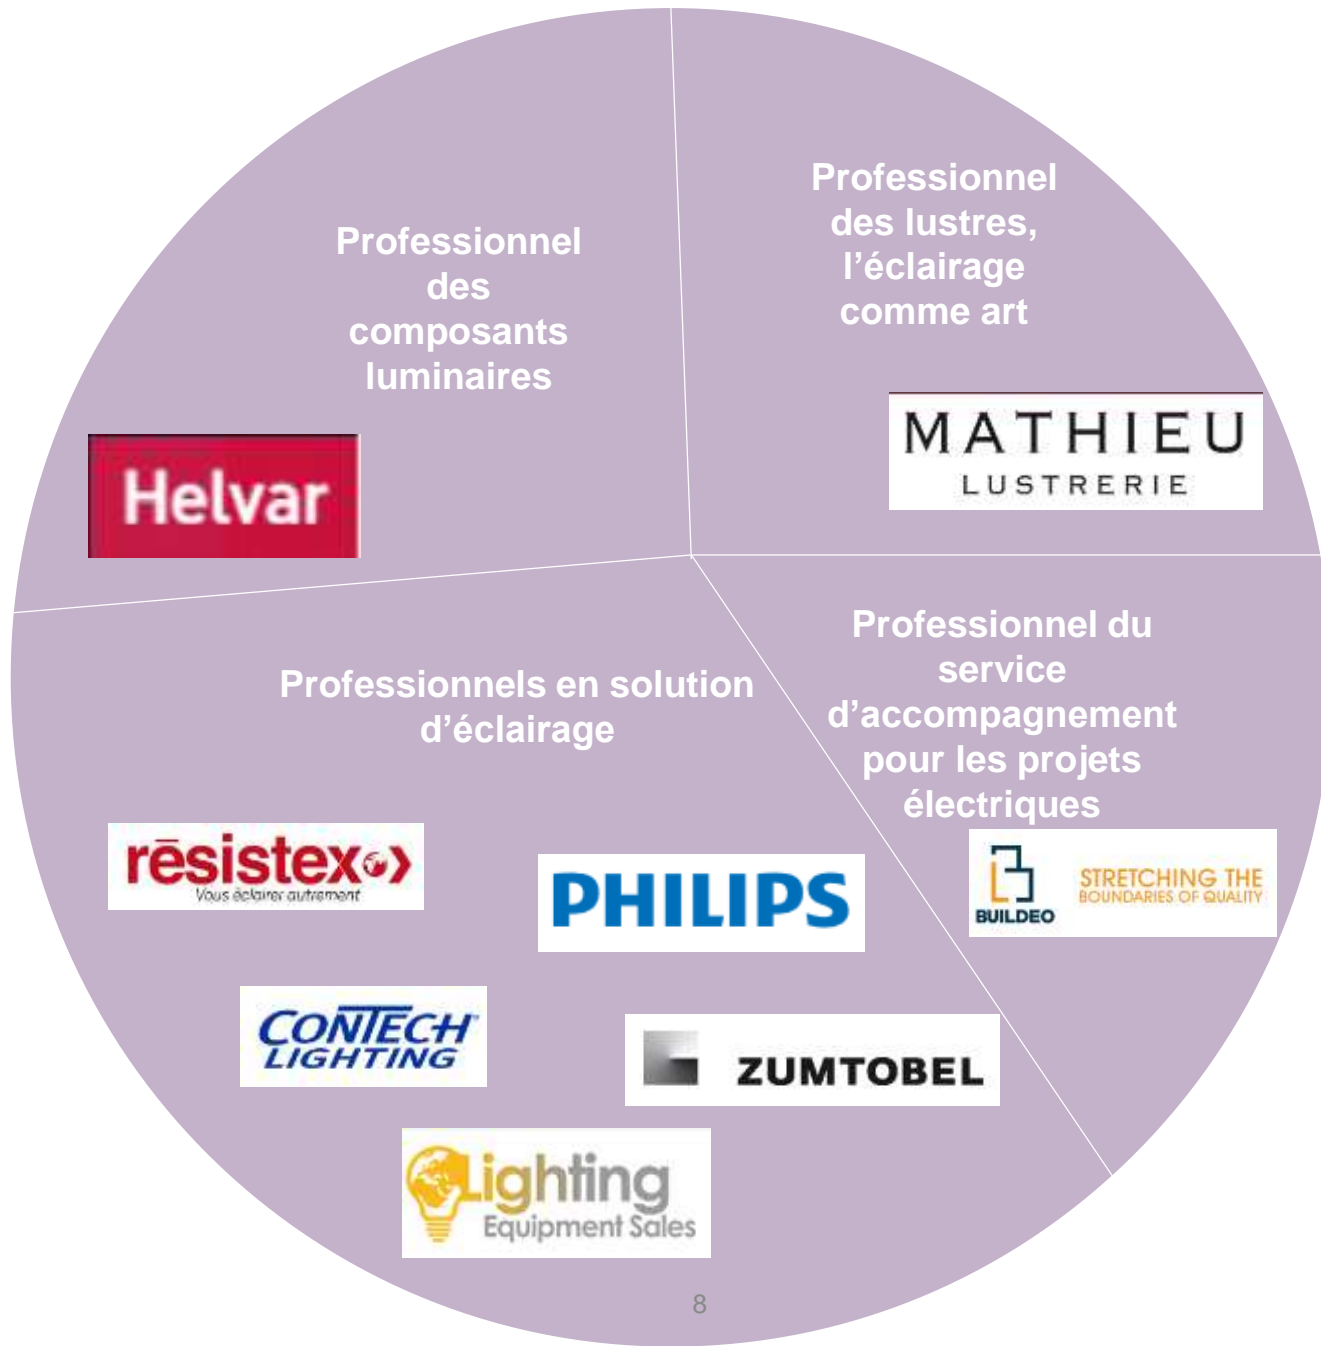 Professionnel
des
composants
luminaires
Helvar
Professionnel
des lustres,
l’éclairage
comme art
MATHIEU
LUSTRERIE
Professionnels en solution
d’éclairage
résistex
Vous éclairer autrement
PHILIPS
CONTECH
LIGHTING
ZUMTOBEL
Lighting
Equipment Sales
Professionnel du
service
d’accompagnement
pour les projets
électriques
BUILDEO
STRETCHING THE
BOUNDARIES OF QUALITY
8